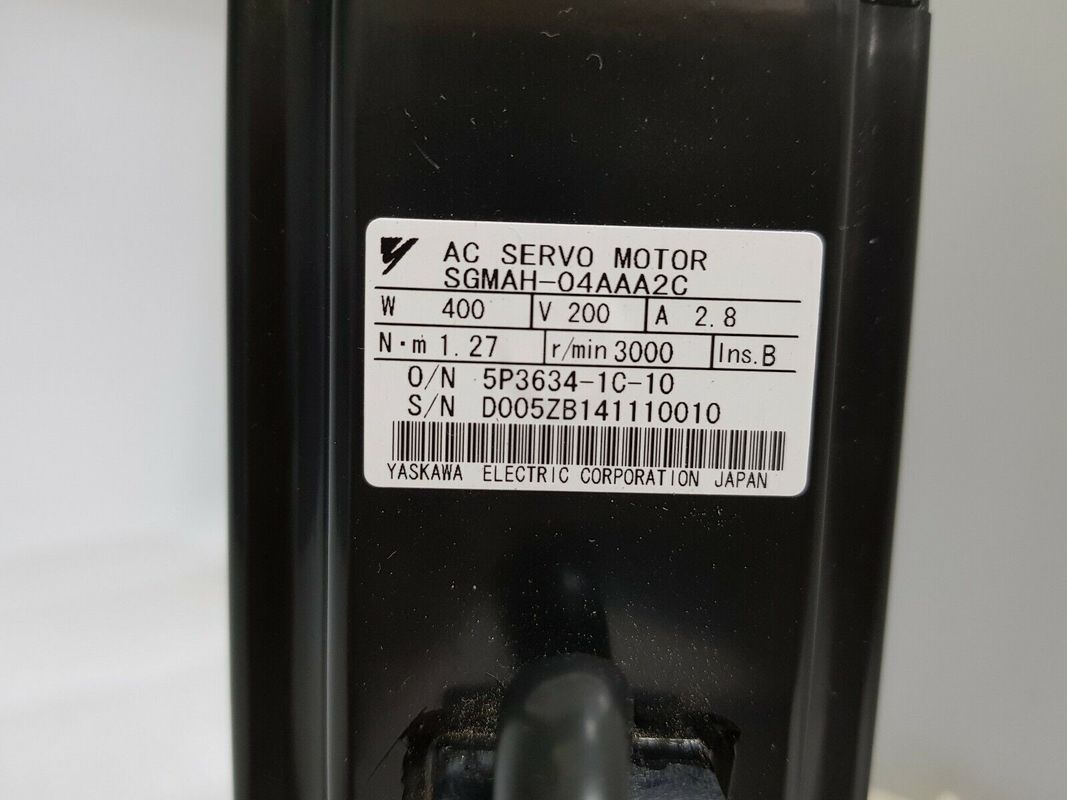 AC SERVO MOTOR
SGMAH-04AAA2C
W 400 V 200 A 2.8
N・m 1.27 r/min 3000 Ins.B
O/N 5P3634-1C-10
S/N D005ZB141110010
YASKAWA ELECTRIC CORPORATION JAPAN